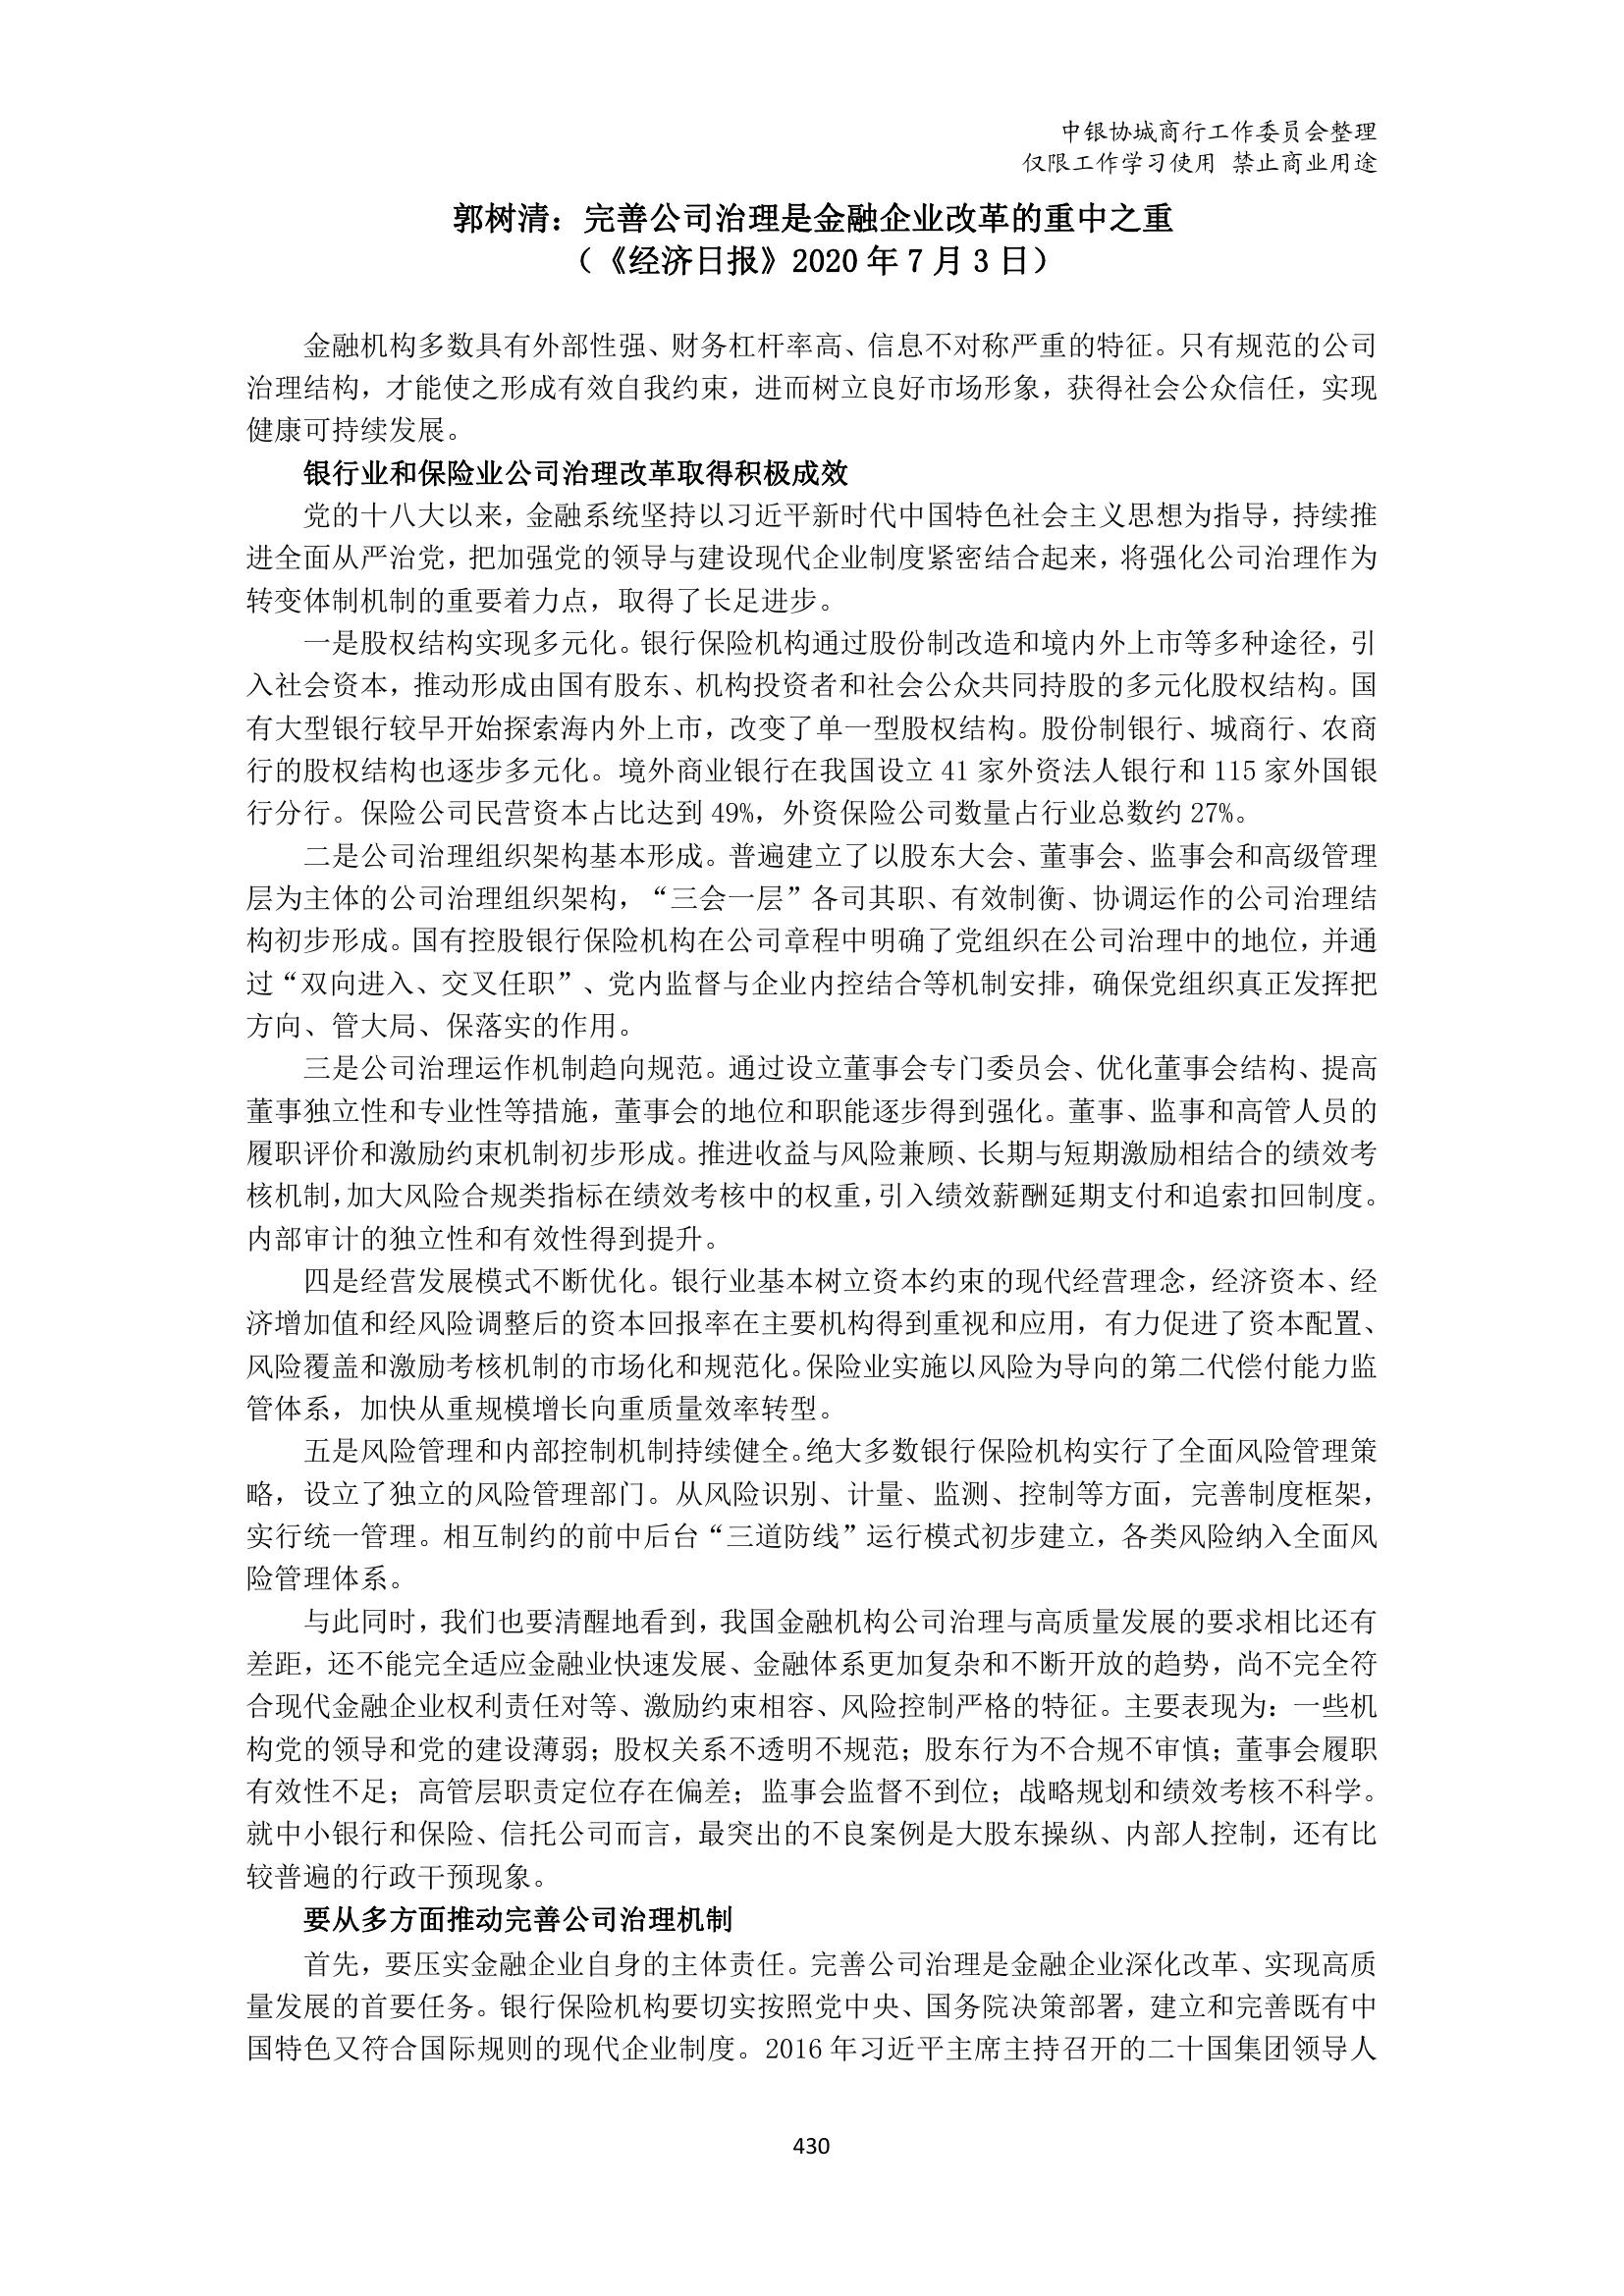 中银协城商行工作委员会整理
仅限工作学习使用 禁止商业用途
郭树清：完善公司治理是金融企业改革的重中之重
（《经济日报》2020 年 7 月 3 日）
金融机构多数具有外部性强、财务杠杆率高、信息不对称严重的特征。只有规范的公司
治理结构，才能使之形成有效自我约束，进而树立良好市场形象，获得社会公众信任，实现
健康可持续发展。
银行业和保险业公司治理改革取得积极成效
党的十八大以来，金融系统坚持以习近平新时代中国特色社会主义思想为指导，持续推
进全面从严治党，把加强党的领导与建设现代企业制度紧密结合起来，将强化公司治理作为
转变体制机制的重要着力点，取得了长足进步。
一是股权结构实现多元化。银行保险机构通过股份制改造和境内外上市等多种途径，引
入社会资本，推动形成由国有股东、机构投资者和社会公众共同持股的多元化股权结构。国
有大型银行较早开始探索海内外上市，改变了单一型股权结构。股份制银行、城商行、农商
行的股权结构也逐步多元化。境外商业银行在我国设立 41 家外资法人银行和 115 家外国银
行分行。保险公司民营资本占比达到 49%，外资保险公司数量占行业总数约 27%。
二是公司治理组织架构基本形成。普遍建立了以股东大会、董事会、监事会和高级管理
层为主体的公司治理组织架构，“三会一层”各司其职、有效制衡、协调运作的公司治理结
构初步形成。国有控股银行保险机构在公司章程中明确了党组织在公司治理中的地位，并通
过“双向进入、交叉任职”、党内监督与企业内控结合等机制安排，确保党组织真正发挥把
方向、管大局、保落实的作用。
三是公司治理运作机制趋向规范。通过设立董事会专门委员会、优化董事会结构、提高
董事独立性和专业性等措施，董事会的地位和职能逐步得到强化。董事、监事和高管人员的
履职评价和激励约束机制初步形成。推进收益与风险兼顾、长期与短期激励相结合的绩效考
核机制，加大风险合规类指标在绩效考核中的权重，引入绩效薪酬延期支付和追索扣回制度。
内部审计的独立性和有效性得到提升。
四是经营发展模式不断优化。银行业基本树立资本约束的现代经营理念，经济资本、经
济增加值和经风险调整后的资本回报率在主要机构得到重视和应用，有力促进了资本配置、
风险覆盖和激励考核机制的市场化和规范化。保险业实施以风险为导向的第二代偿付能力监
管体系，加快从重规模增长向重质量效率转型。
五是风险管理和内部控制机制持续健全。绝大多数银行保险机构实行了全面风险管理策
略，设立了独立的风险管理部门。从风险识别、计量、监测、控制等方面，完善制度框架，
实行统一管理。相互制约的前中后台“三道防线”运行模式初步建立，各类风险纳入全面风
险管理体系。
与此同时，我们也要清醒地看到，我国金融机构公司治理与高质量发展的要求相比还有
差距，还不能完全适应金融业快速发展、金融体系更加复杂和不断开放的趋势，尚不完全符
合现代金融企业权利责任对等、激励约束相容、风险控制严格的特征。主要表现为：一些机
构党的领导和党的建设薄弱；股权关系不透明不规范；股东行为不合规不审慎；董事会履职
有效性不足；高管层职责定位存在偏差；监事会监督不到位；战略规划和绩效考核不科学。
就中小银行和保险、信托公司而言，最突出的不良案例是大股东操纵、内部人控制，还有比
较普遍的行政干预现象。
要从多方面推动完善公司治理机制
首先，要压实金融企业自身的主体责任。完善公司治理是金融企业深化改革、实现高质
量发展的首要任务。银行保险机构要切实按照党中央、国务院决策部署，建立和完善既有中
国特色又符合国际规则的现代企业制度。2016 年习近平主席主持召开的二十国集团领导人
430